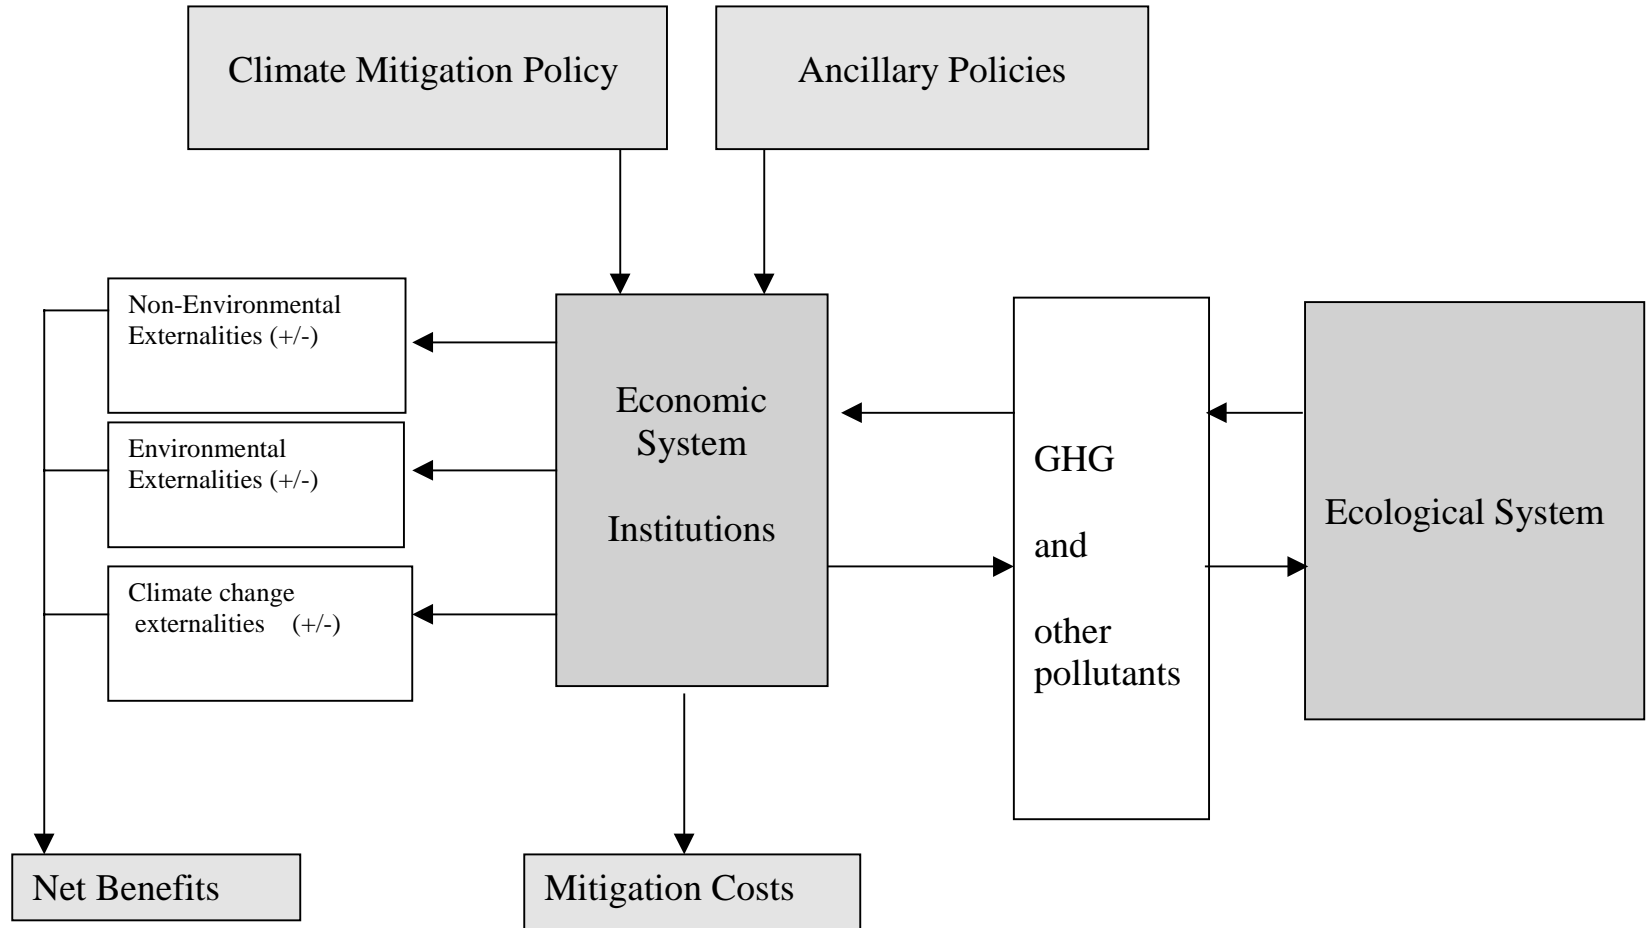 Climate Mitigation Policy
Ancillary Policies
Non-Environmental
Externalities (+/-)
Environmental
Externalities (+/-)
Climate change
externalities (+/-)
Economic
System
Institutions
GHG
and
other
pollutants
Ecological System
Net Benefits
Mitigation Costs